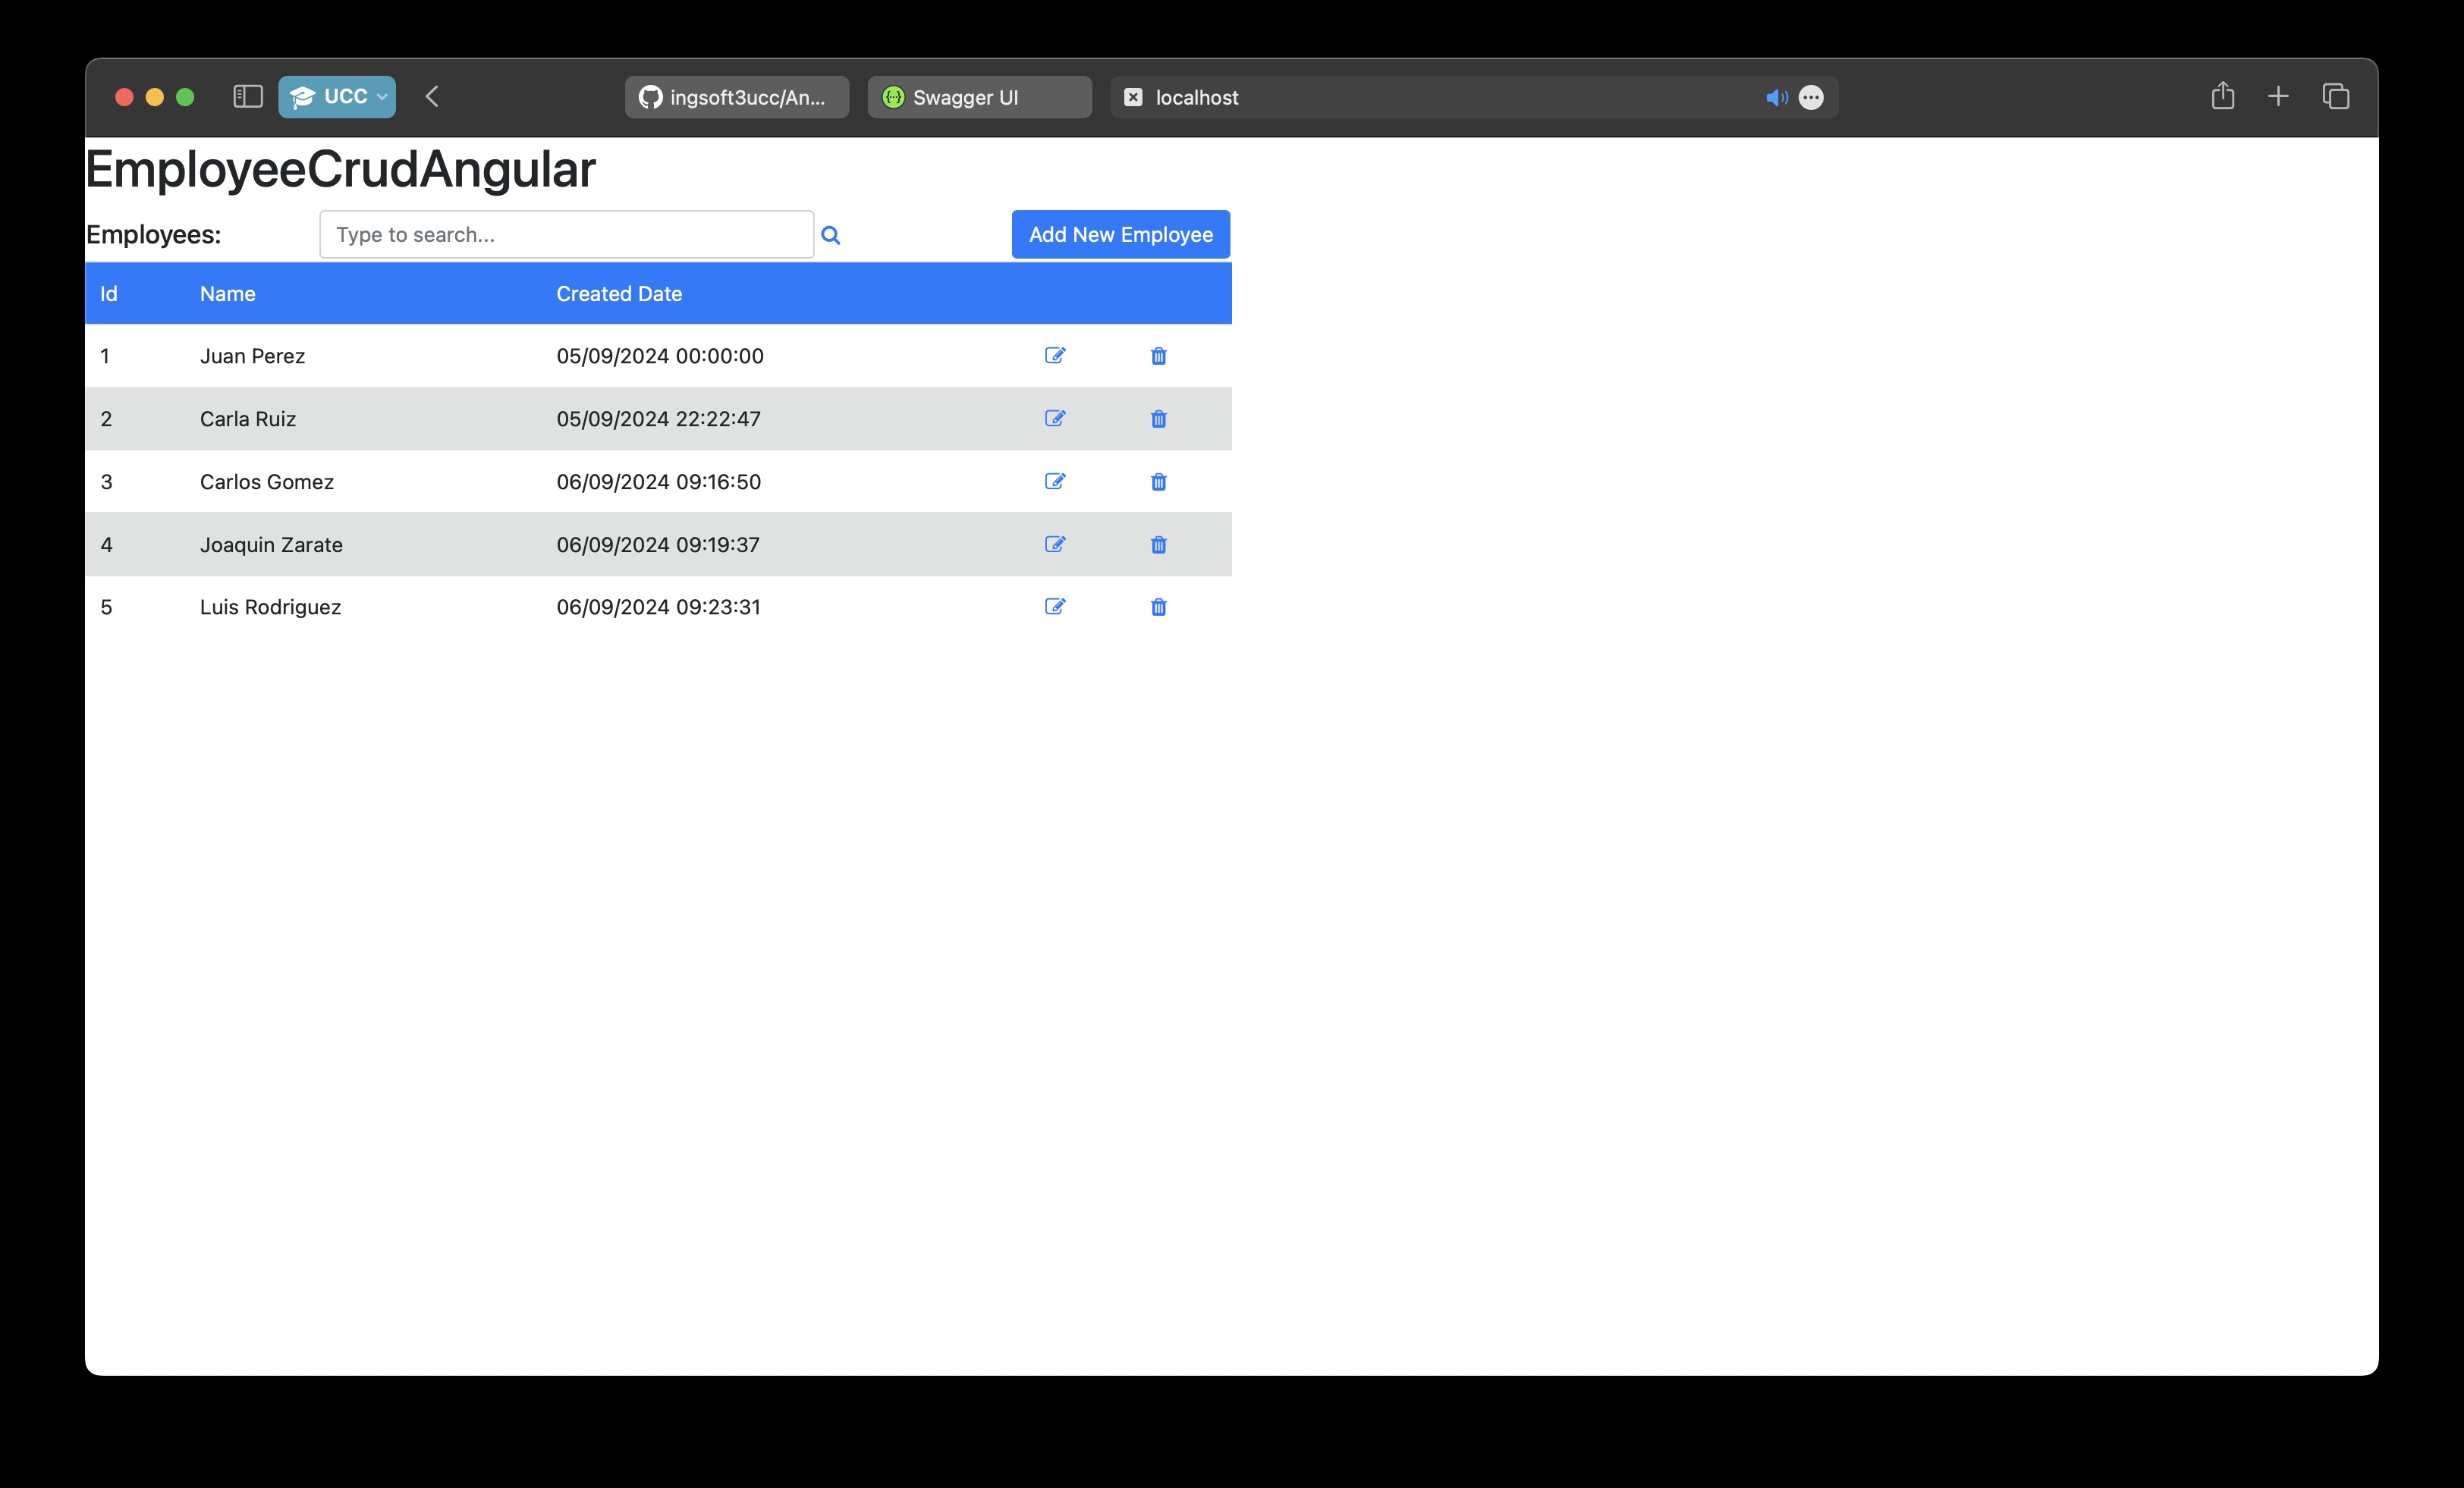 UCC
ingsoft3ucc/An...
Swagger UI
localhost
EmployeeCrudAngular
Employees:
Type to search...
Add New Employee
Id Name Created Date
1 Juan Perez 05/09/2024 00:00:00
2 Carla Ruiz 05/09/2024 22:22:47
3 Carlos Gomez 06/09/2024 09:16:50
4 Joaquin Zarate 06/09/2024 09:19:37
5 Luis Rodriguez 06/09/2024 09:23:31